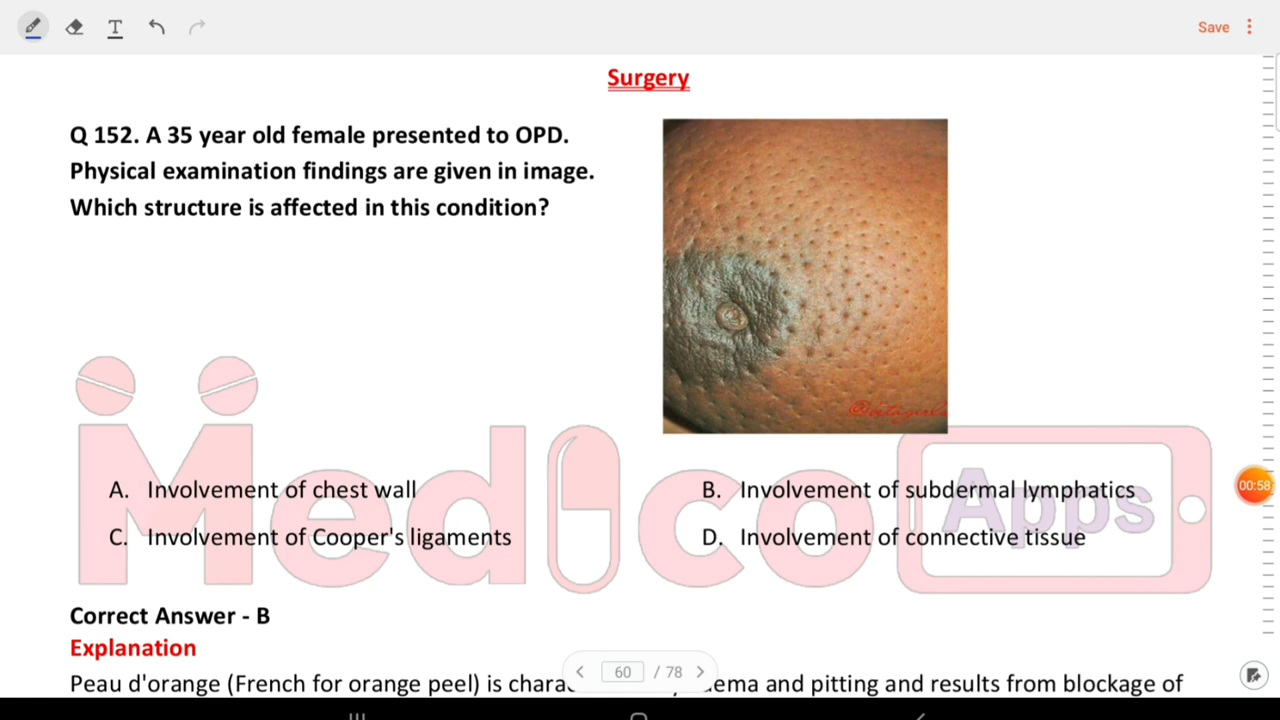 Save
Surgery
Q 152. A 35 year old female presented to OPD.
Physical examination findings are given in image.
Which structure is affected in this condition?
A. Involvement of chest wall
B. Involvement of subdermal lymphatics
C. Involvement of Cooper's ligaments
D. Involvement of connective tissue
Medico Apps
00:58
Correct Answer - B
Explanation
Peau d'orange (French for orange peel) is and pitting and results from blockage of
60 / 78